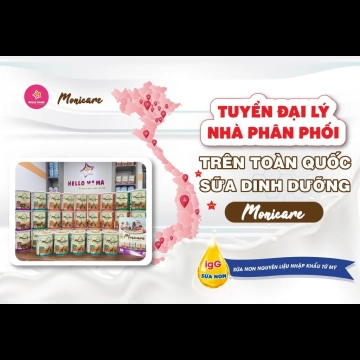 Monicare
TUYỂN ĐẠI LÝ
NHÀ PHÂN PHỐI
TRÊN TOÀN QUỐC
SỮA DINH DƯỠNG
Monicare
HELLO MAMA
Monicare
IgG
SỮA NON
SỮA NON NGUYÊN LIỆU NHẬP KHẨU TỪ MỸ